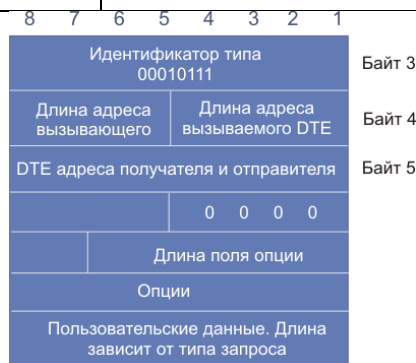 8 7 6 5 4 3 2 1
Идентификатор типа
00010111
Байт 3
Длина адреса
вызывающего
Длина адреса
вызываемого DTE
Байт 4
DTE адреса получателя и отправителя
Байт 5
0 0 0 0
Длина поля опции
Опции
Пользовательские данные. Длина
зависит от типа запроса